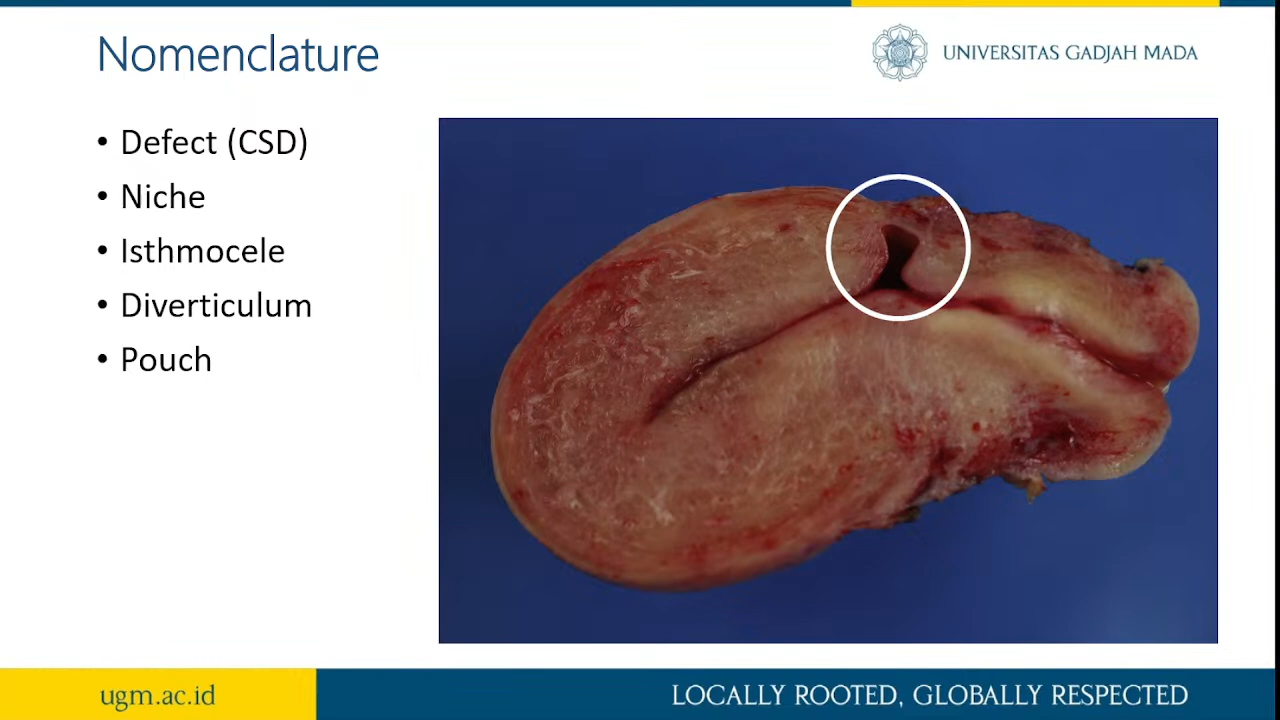 Nomenclature
UNIVERSITAS GADJAH MADA
• Defect (CSD)
• Niche
• Isthmocele
• Diverticulum
• Pouch
ugm.ac.id
LOCALLY ROOTED, GLOBALLY RESPECTED